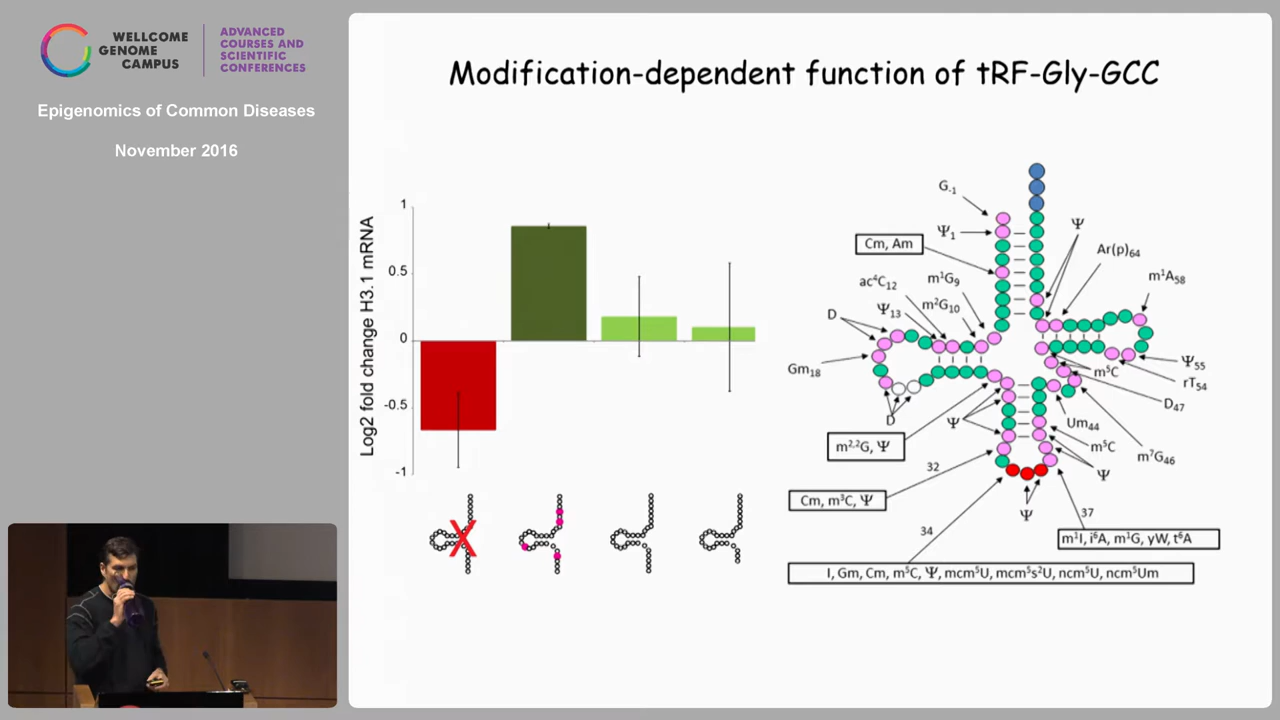 WELLCOME
GENOME
CAMPUS
ADVANCED
COURSES AND
SCIENTIFIC
CONFERENCES
Epigenomics of Common Diseases
November 2016
Modification-dependent function of tRF-Gly-GCC
Log2 fold change H3.1 mRNA
1
0.5
0
-0.5
-1
X
G-1
Ψ1
Cm, Am
Ψ
Ar(p)64
m¹A58
ac⁴C12
m¹G9
Ψ13
m²G10
D
Gm18
D
Ψ55
m⁵C
rT54
D47
Ψ
Um44
m⁵C
m⁷G46
m²,²G, Ψ
Ψ
32
Cm, m³C, Ψ
Ψ
34
37
m¹I, i⁶A, m¹G, yW, t⁶A
I, Gm, Cm, m⁵C, Ψ, mcm⁵U, mcm⁵s²U, ncm⁵U, ncm⁵Um